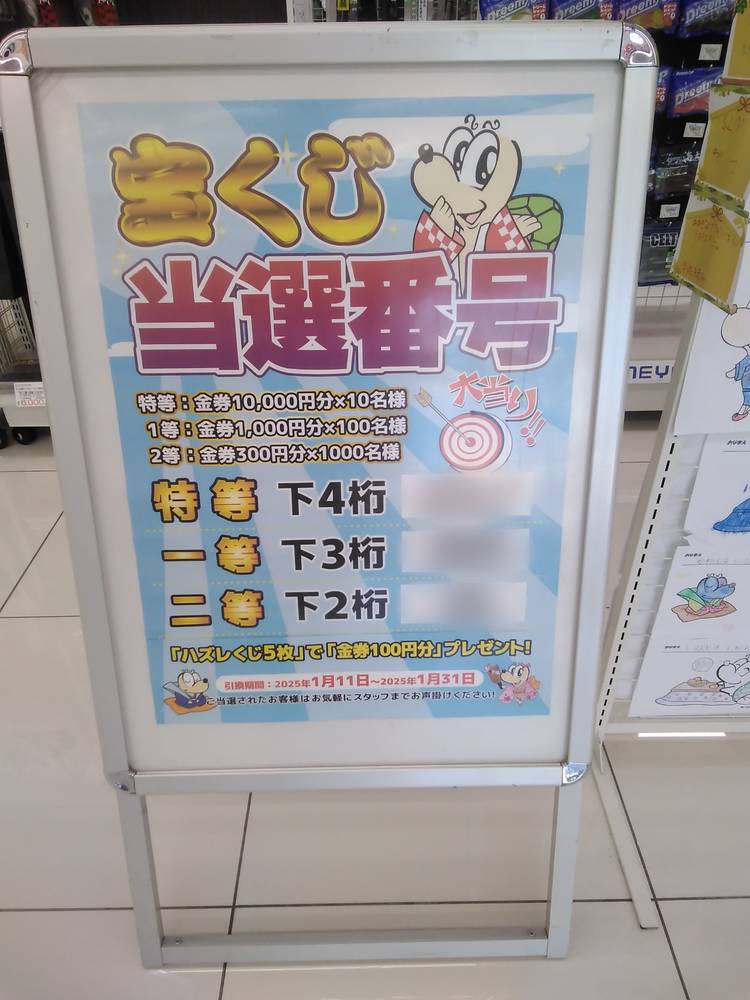 宝くじ
当選番号
特等：金券10,000円分×10名様
1等：金券1,000円分×100名様
2等：金券300円分×1000名様
大当り!!
特等 下4桁
一等 下3桁
二等 下2桁
「ハズレくじ5枚」で「金券100円分」プレゼント!
引換期間：2025年1月11日～2025年1月31日
ご当選されたお客様はお気軽にスタッフまでお声掛けください!
CELT